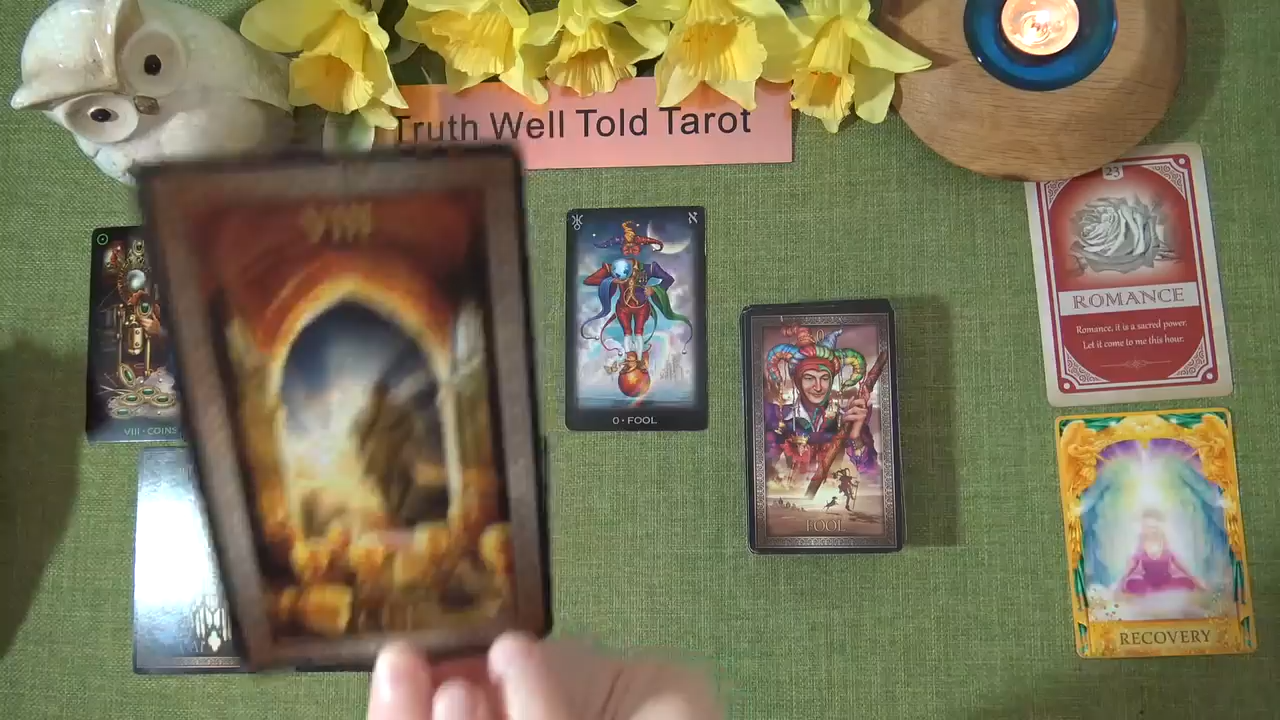 Truth Well Told Tarot
VIII
VIII • COINS
0 • FOOL
0
FOOL
23
ROMANCE
Romance, it is a sacred power.
Let it come to me this hour.
RECOVERY